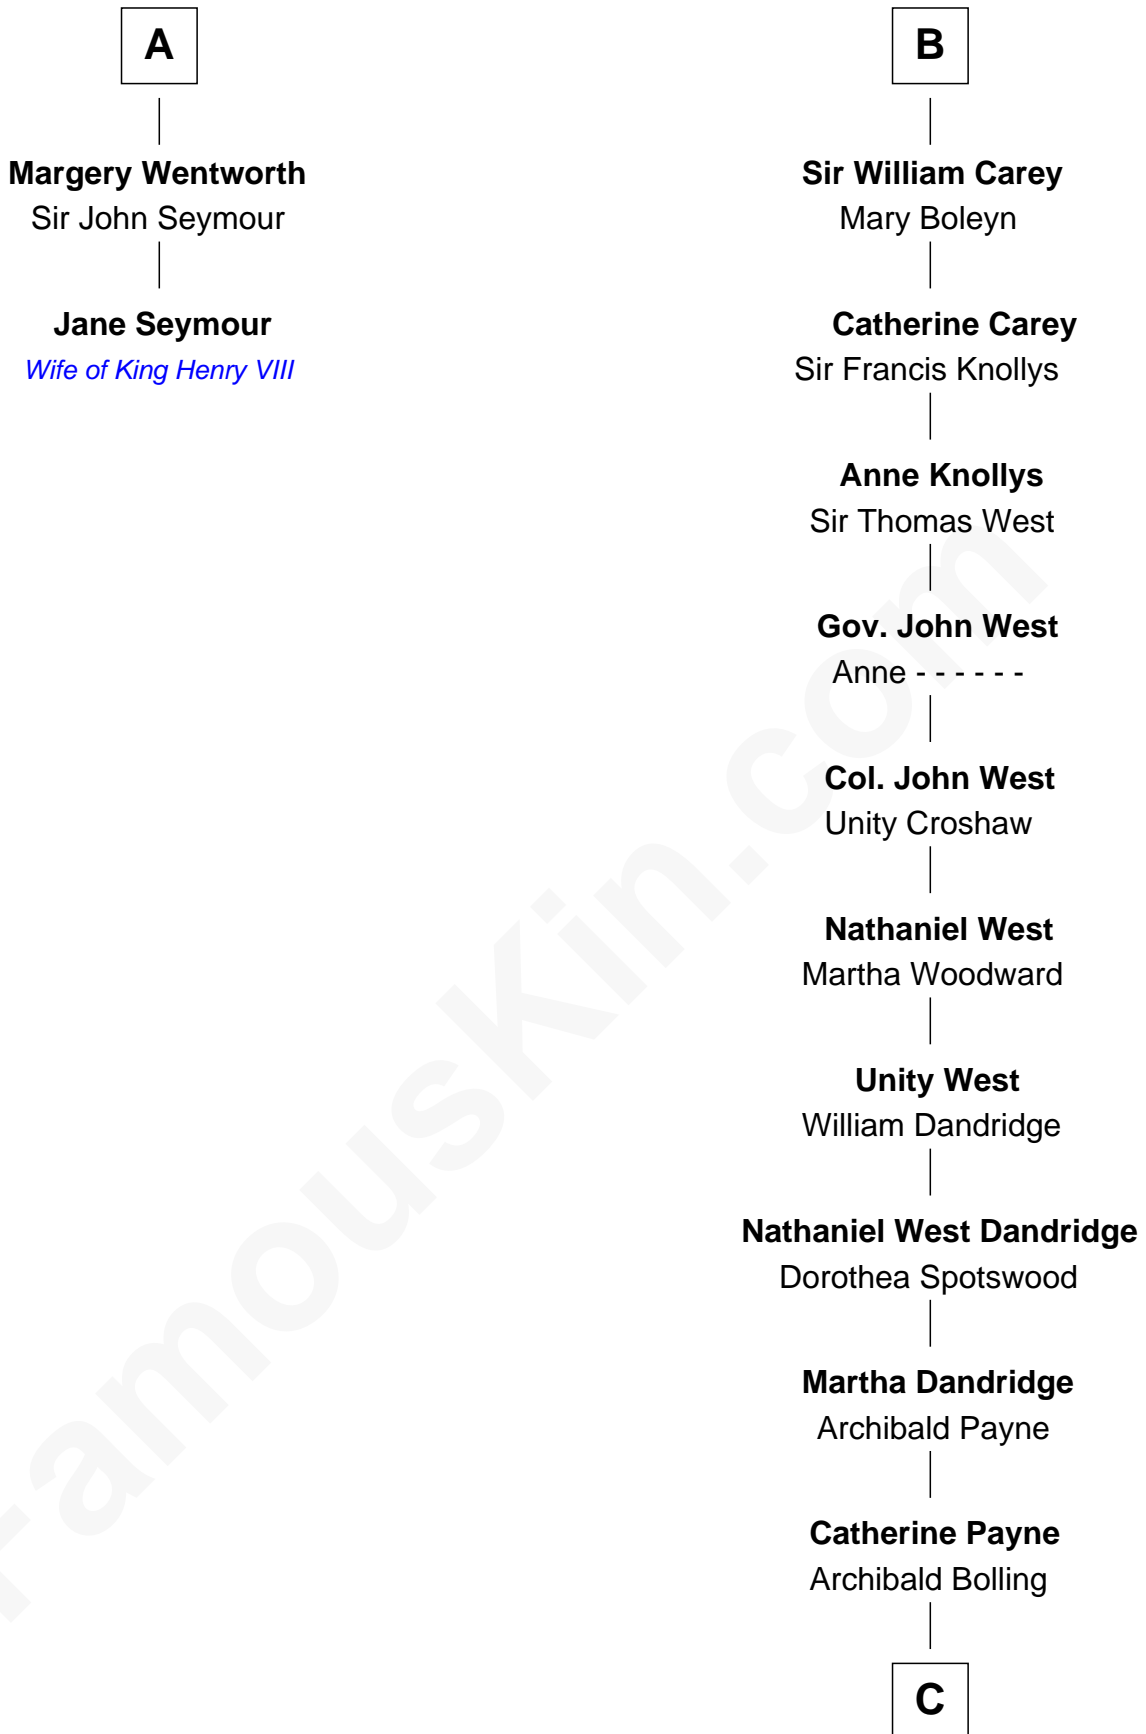 A
Margery Wentworth
Sir John Seymour
Jane Seymour
Wife of King Henry VIII
B
Sir William Carey
Mary Boleyn
Catherine Carey
Sir Francis Knollys
Anne Knollys
Sir Thomas West
Gov. John West
Anne - - - - - -
Col. John West
Unity Croshaw
Nathaniel West
Martha Woodward
Unity West
William Dandridge
Nathaniel West Dandridge
Dorothea Spotswood
Martha Dandridge
Archibald Payne
Catherine Payne
Archibald Bolling
C
FamousKin.com